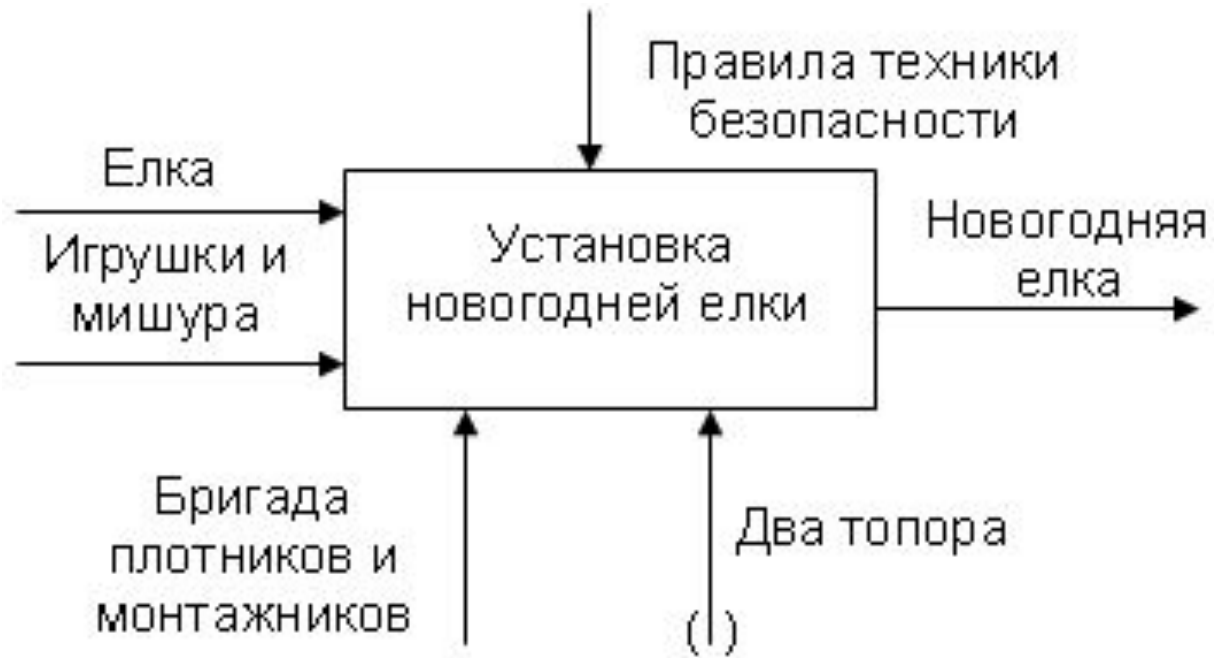 Правила техники
безопасности
Елка
Игрушки и
мишура
Установка
новогодней елки
Новогодняя
елка
Бригада
плотников и
монтажников
Два топора
( )